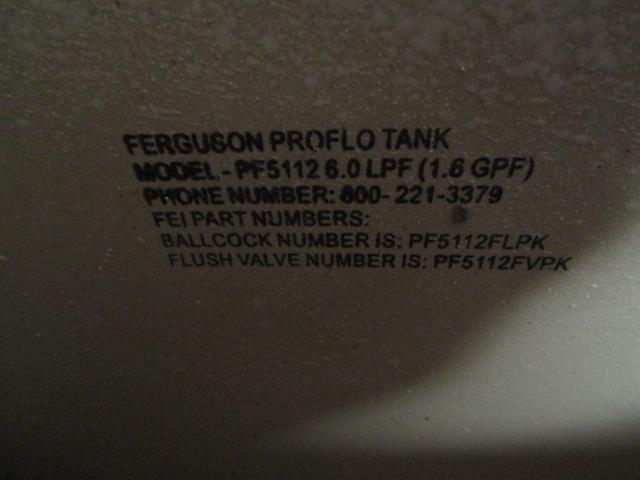 FERGUSON PROFLO TANK
MODEL - PF5112 6.0 LPF (1.6 GPF)
PHONE NUMBER: 800- 221-3379
FEI PART NUMBERS:
BALLCOCK NUMBER IS: PF5112FLPK
FLUSH VALVE NUMBER IS: PF5112FVPK